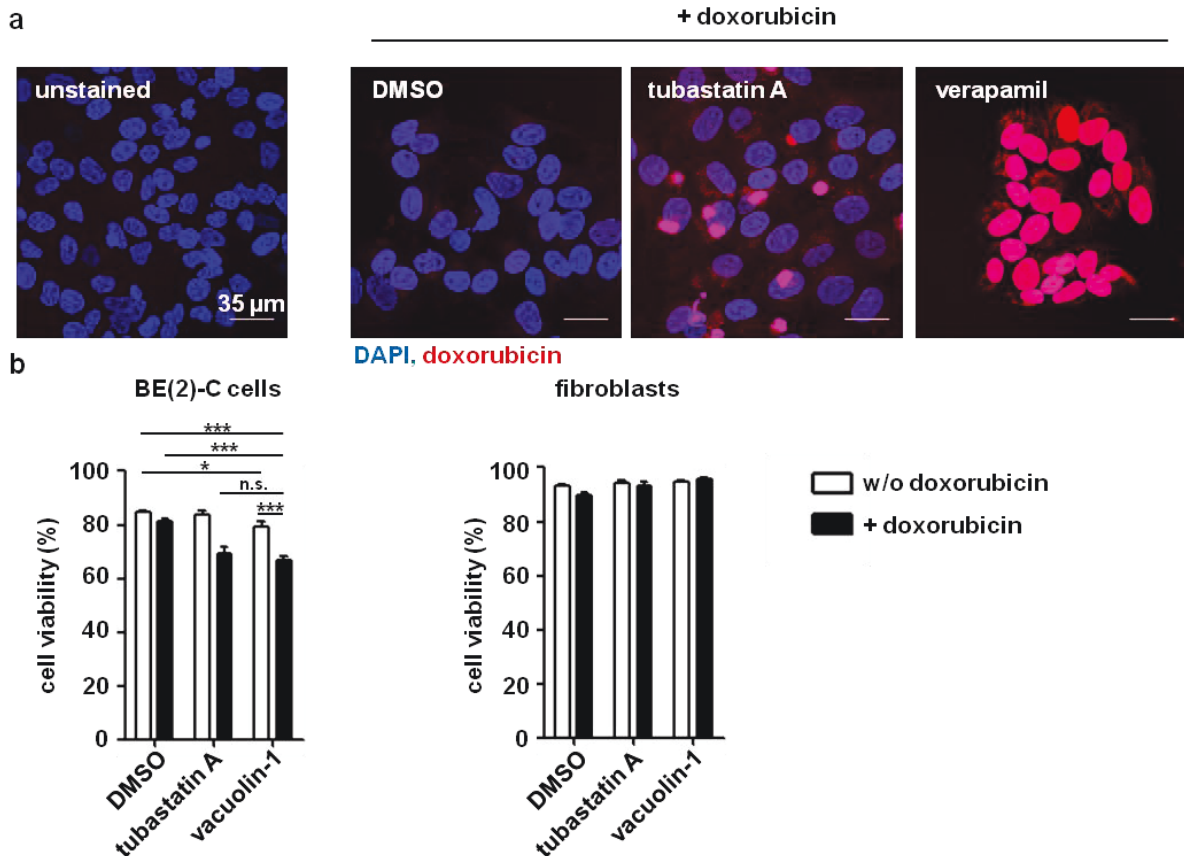 a
+ doxorubicin
unstained
DMSO
tubastatin A
verapamil
35 µm
DAPI, doxorubicin
b
BE(2)-C cells
fibroblasts
***
***
*
n.s.
***
100
80
60
40
20
0
cell viability (%)
DMSO
tubastatin A
vacuolin-1
100
80
60
40
20
0
cell viability (%)
DMSO
tubastatin A
vacuolin-1
w/o doxorubicin
+ doxorubicin